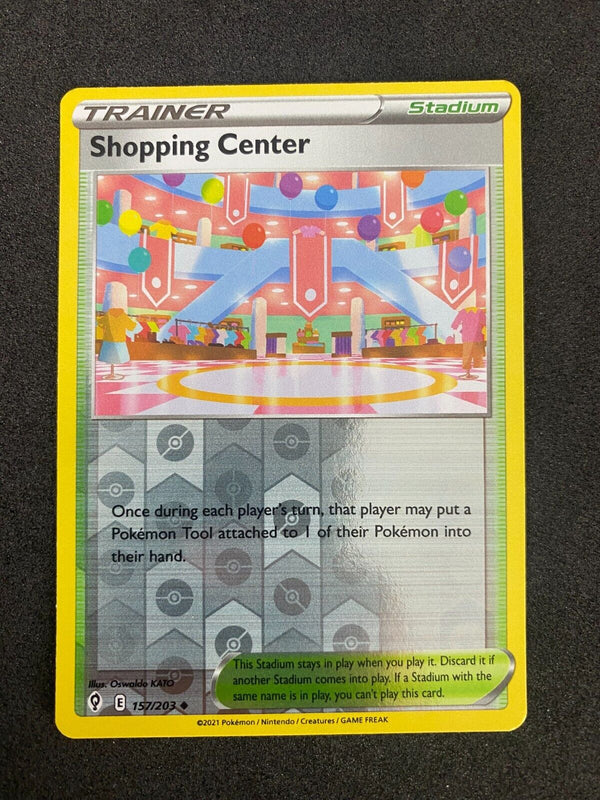 TRAINER Stadium
Shopping Center
Once during each player's turn, that player may put a
Pokémon Tool attached to 1 of their Pokémon into
their hand.
This Stadium stays in play when you play it. Discard it if
another Stadium comes into play. If a Stadium with the
same name is in play, you can't play this card.
Illus. Oswaldo KATO
E 157/203
©2021 Pokémon / Nintendo / Creatures / GAME FREAK